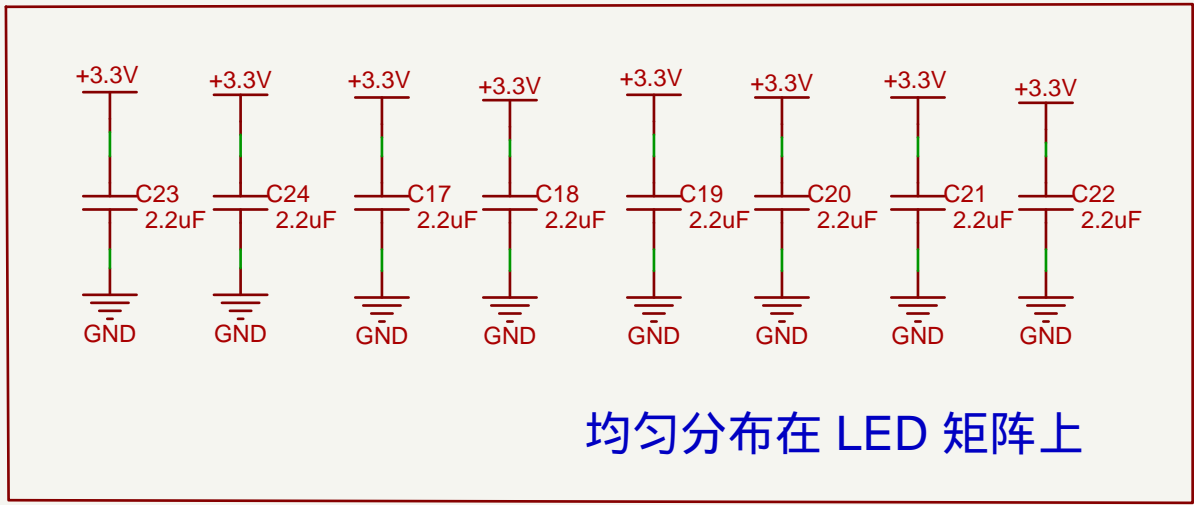 +3.3V +3.3V +3.3V +3.3V +3.3V +3.3V +3.3V +3.3V
C23 C24 C17 C18 C19 C20 C21 C22
2.2uF 2.2uF 2.2uF 2.2uF 2.2uF 2.2uF 2.2uF 2.2uF
GND GND GND GND GND GND GND GND
均匀分布在 LED 矩阵上